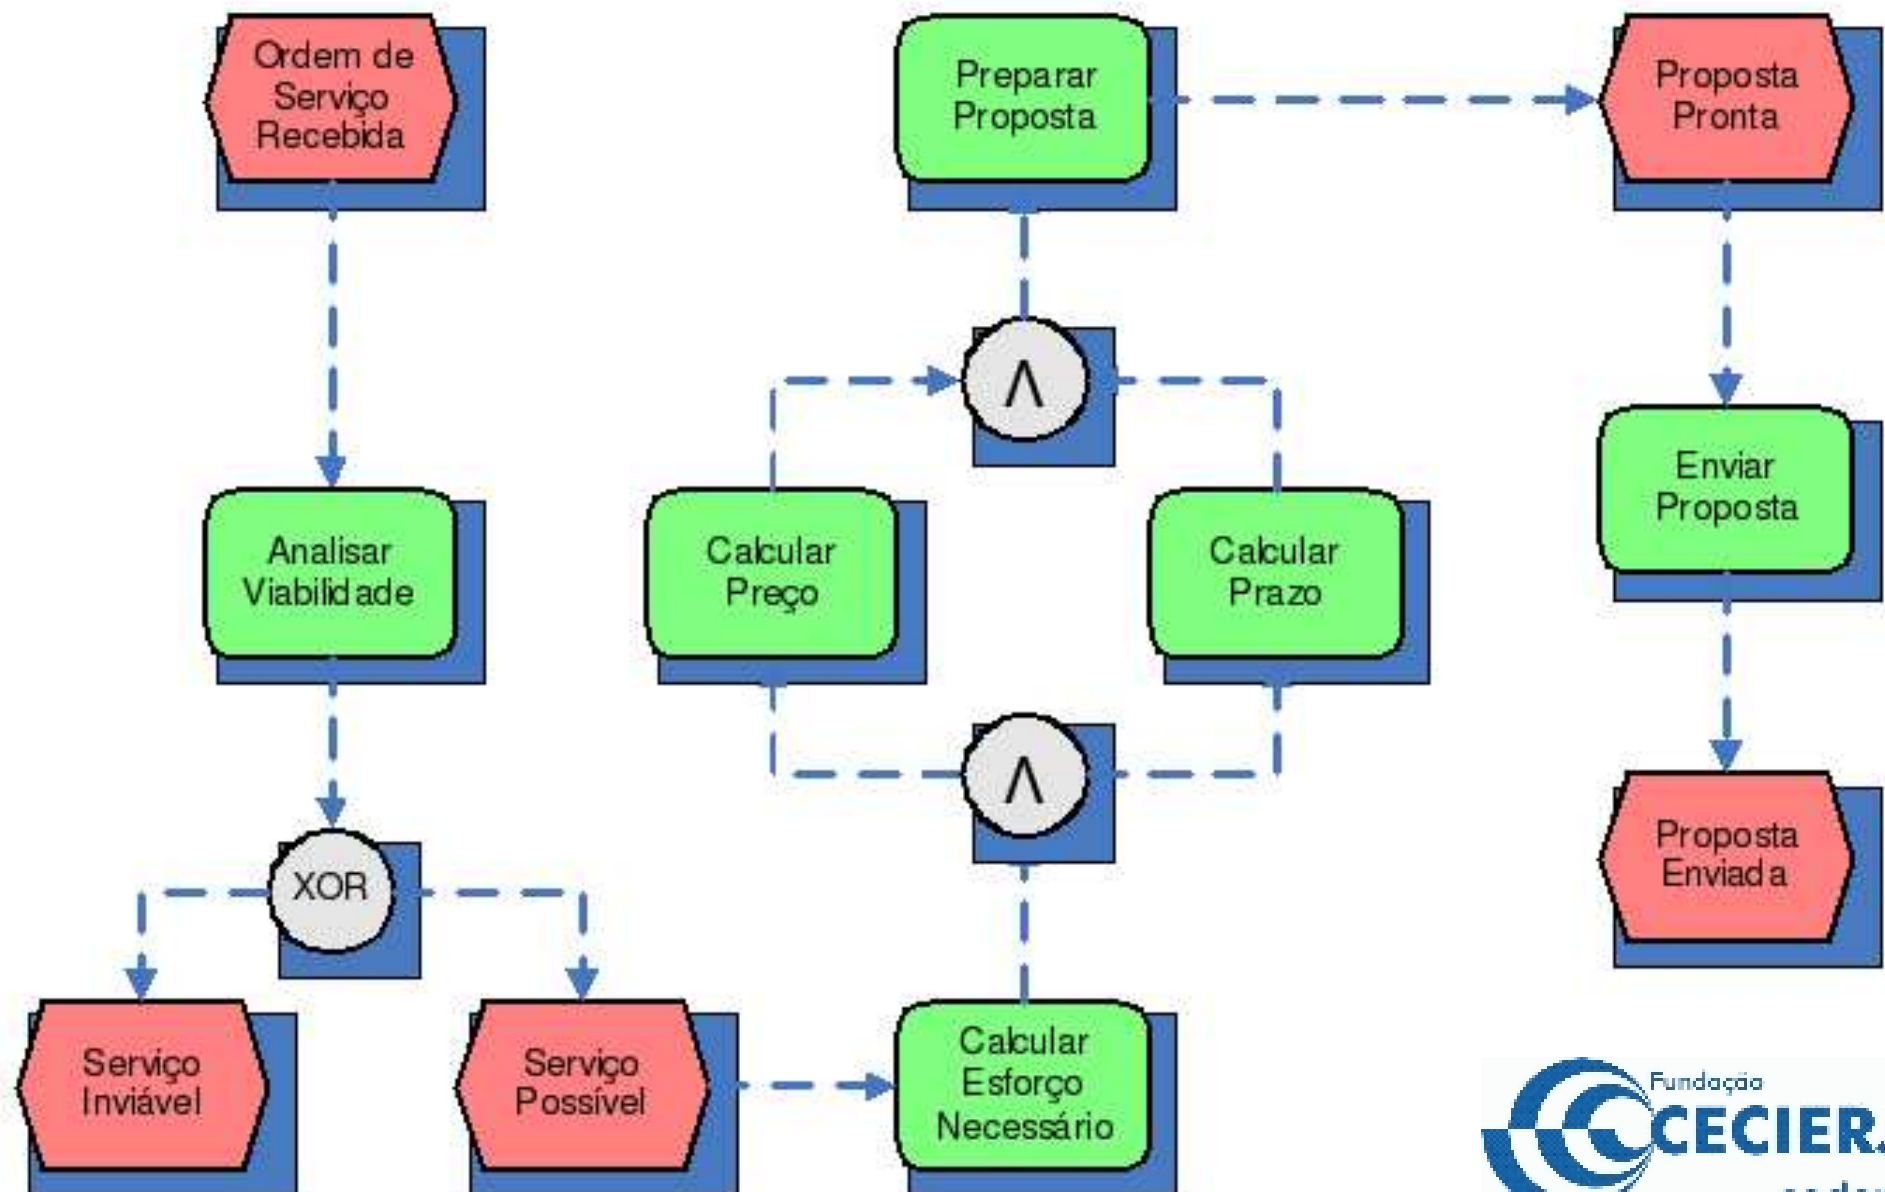 Ordem de
Serviço
Recebida
Analisar
Viabilidade
XOR
Serviço
Inviável
Serviço
Possível
Calcular
Esforço
Necessário
Λ
Calcular
Preço
Calcular
Prazo
Λ
Preparar
Proposta
Proposta
Pronta
Enviar
Proposta
Proposta
Enviada
Fundação
CECIER